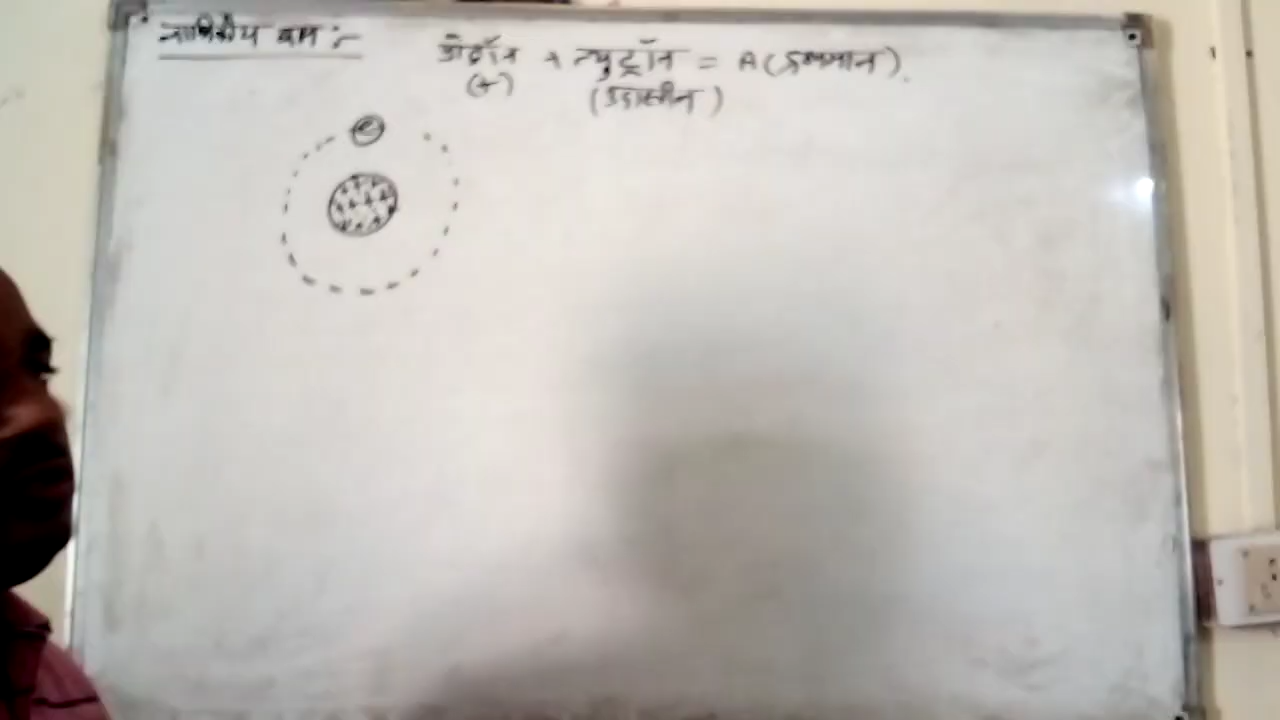 नाभिकीय बल :-
प्रोटॉन + न्युट्रॉन = A (द्रव्यमान).
(+) (उदासीन)
e